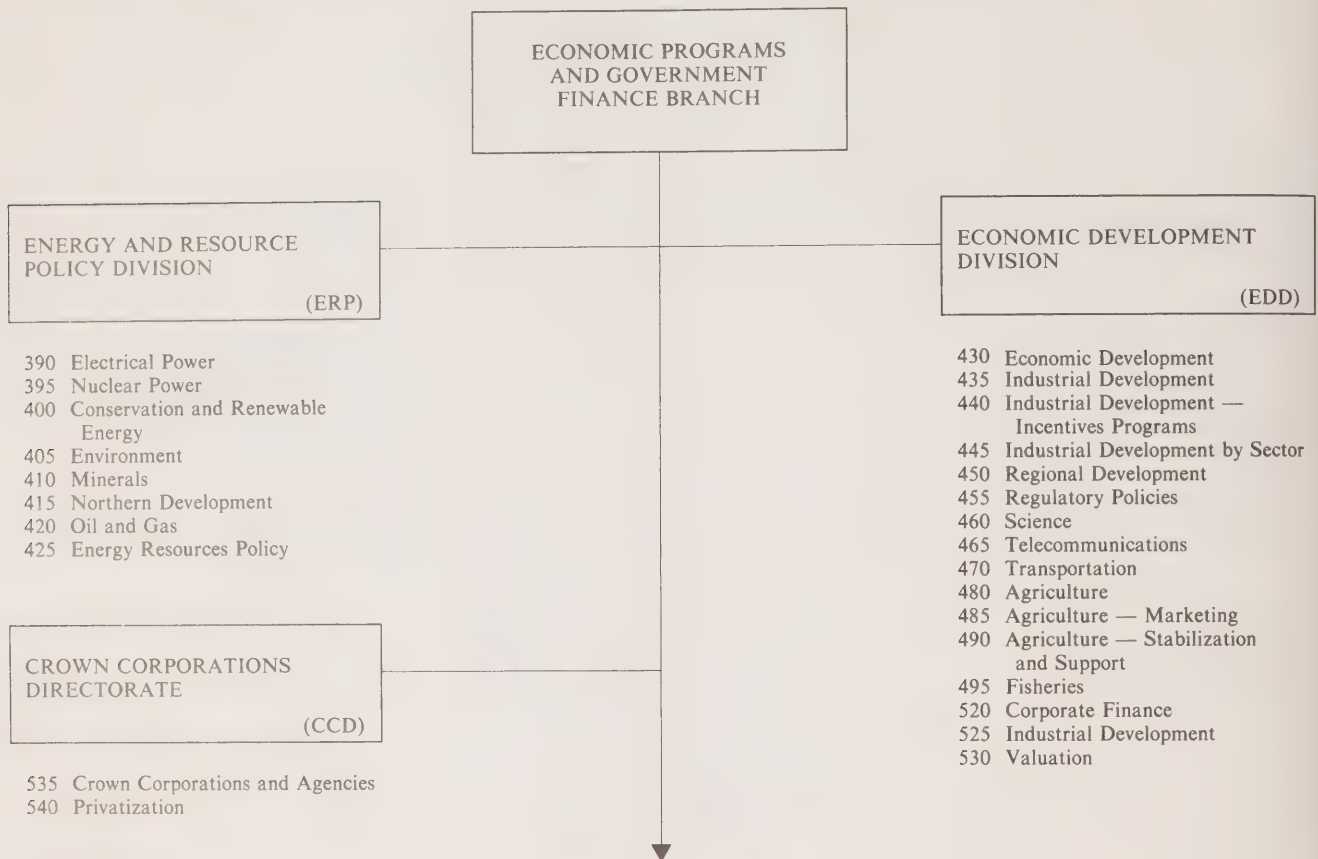 ECONOMIC PROGRAMS
AND GOVERNMENT
FINANCE BRANCH
ENERGY AND RESOURCE
POLICY DIVISION
(ERP)
390 Electrical Power
395 Nuclear Power
400 Conservation and Renewable
Energy
405 Environment
410 Minerals
415 Northern Development
420 Oil and Gas
425 Energy Resources Policy
CROWN CORPORATIONS
DIRECTORATE
(CCD)
535 Crown Corporations and Agencies
540 Privatization
ECONOMIC DEVELOPMENT
DIVISION
(EDD)
430 Economic Development
435 Industrial Development
440 Industrial Development —
Incentives Programs
445 Industrial Development by Sector
450 Regional Development
455 Regulatory Policies
460 Science
465 Telecommunications
470 Transportation
480 Agriculture
485 Agriculture — Marketing
490 Agriculture — Stabilization
and Support
495 Fisheries
520 Corporate Finance
525 Industrial Development
530 Valuation